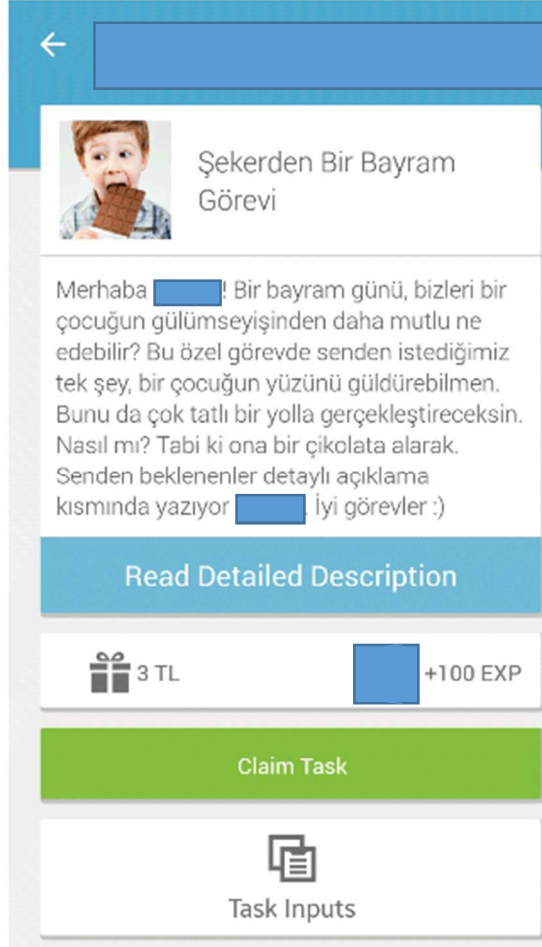 Şekerden Bir Bayram
Görevi
Merhaba ! Bir bayram günü, bizleri bir
çocuğun gülümseyişinden daha mutlu ne
edebilir? Bu özel görevde senden istediğimiz
tek şey, bir çocuğun yüzünü güldürebilmen.
Bunu da çok tatlı bir yolla gerçekleştireceksin.
Nasıl mı? Tabi ki ona bir çikolata alarak.
Senden beklenenler detaylı açıklama
kısmında yazıyor . İyi görevler :)
Read Detailed Description
3 TL +100 EXP
Claim Task
Task Inputs